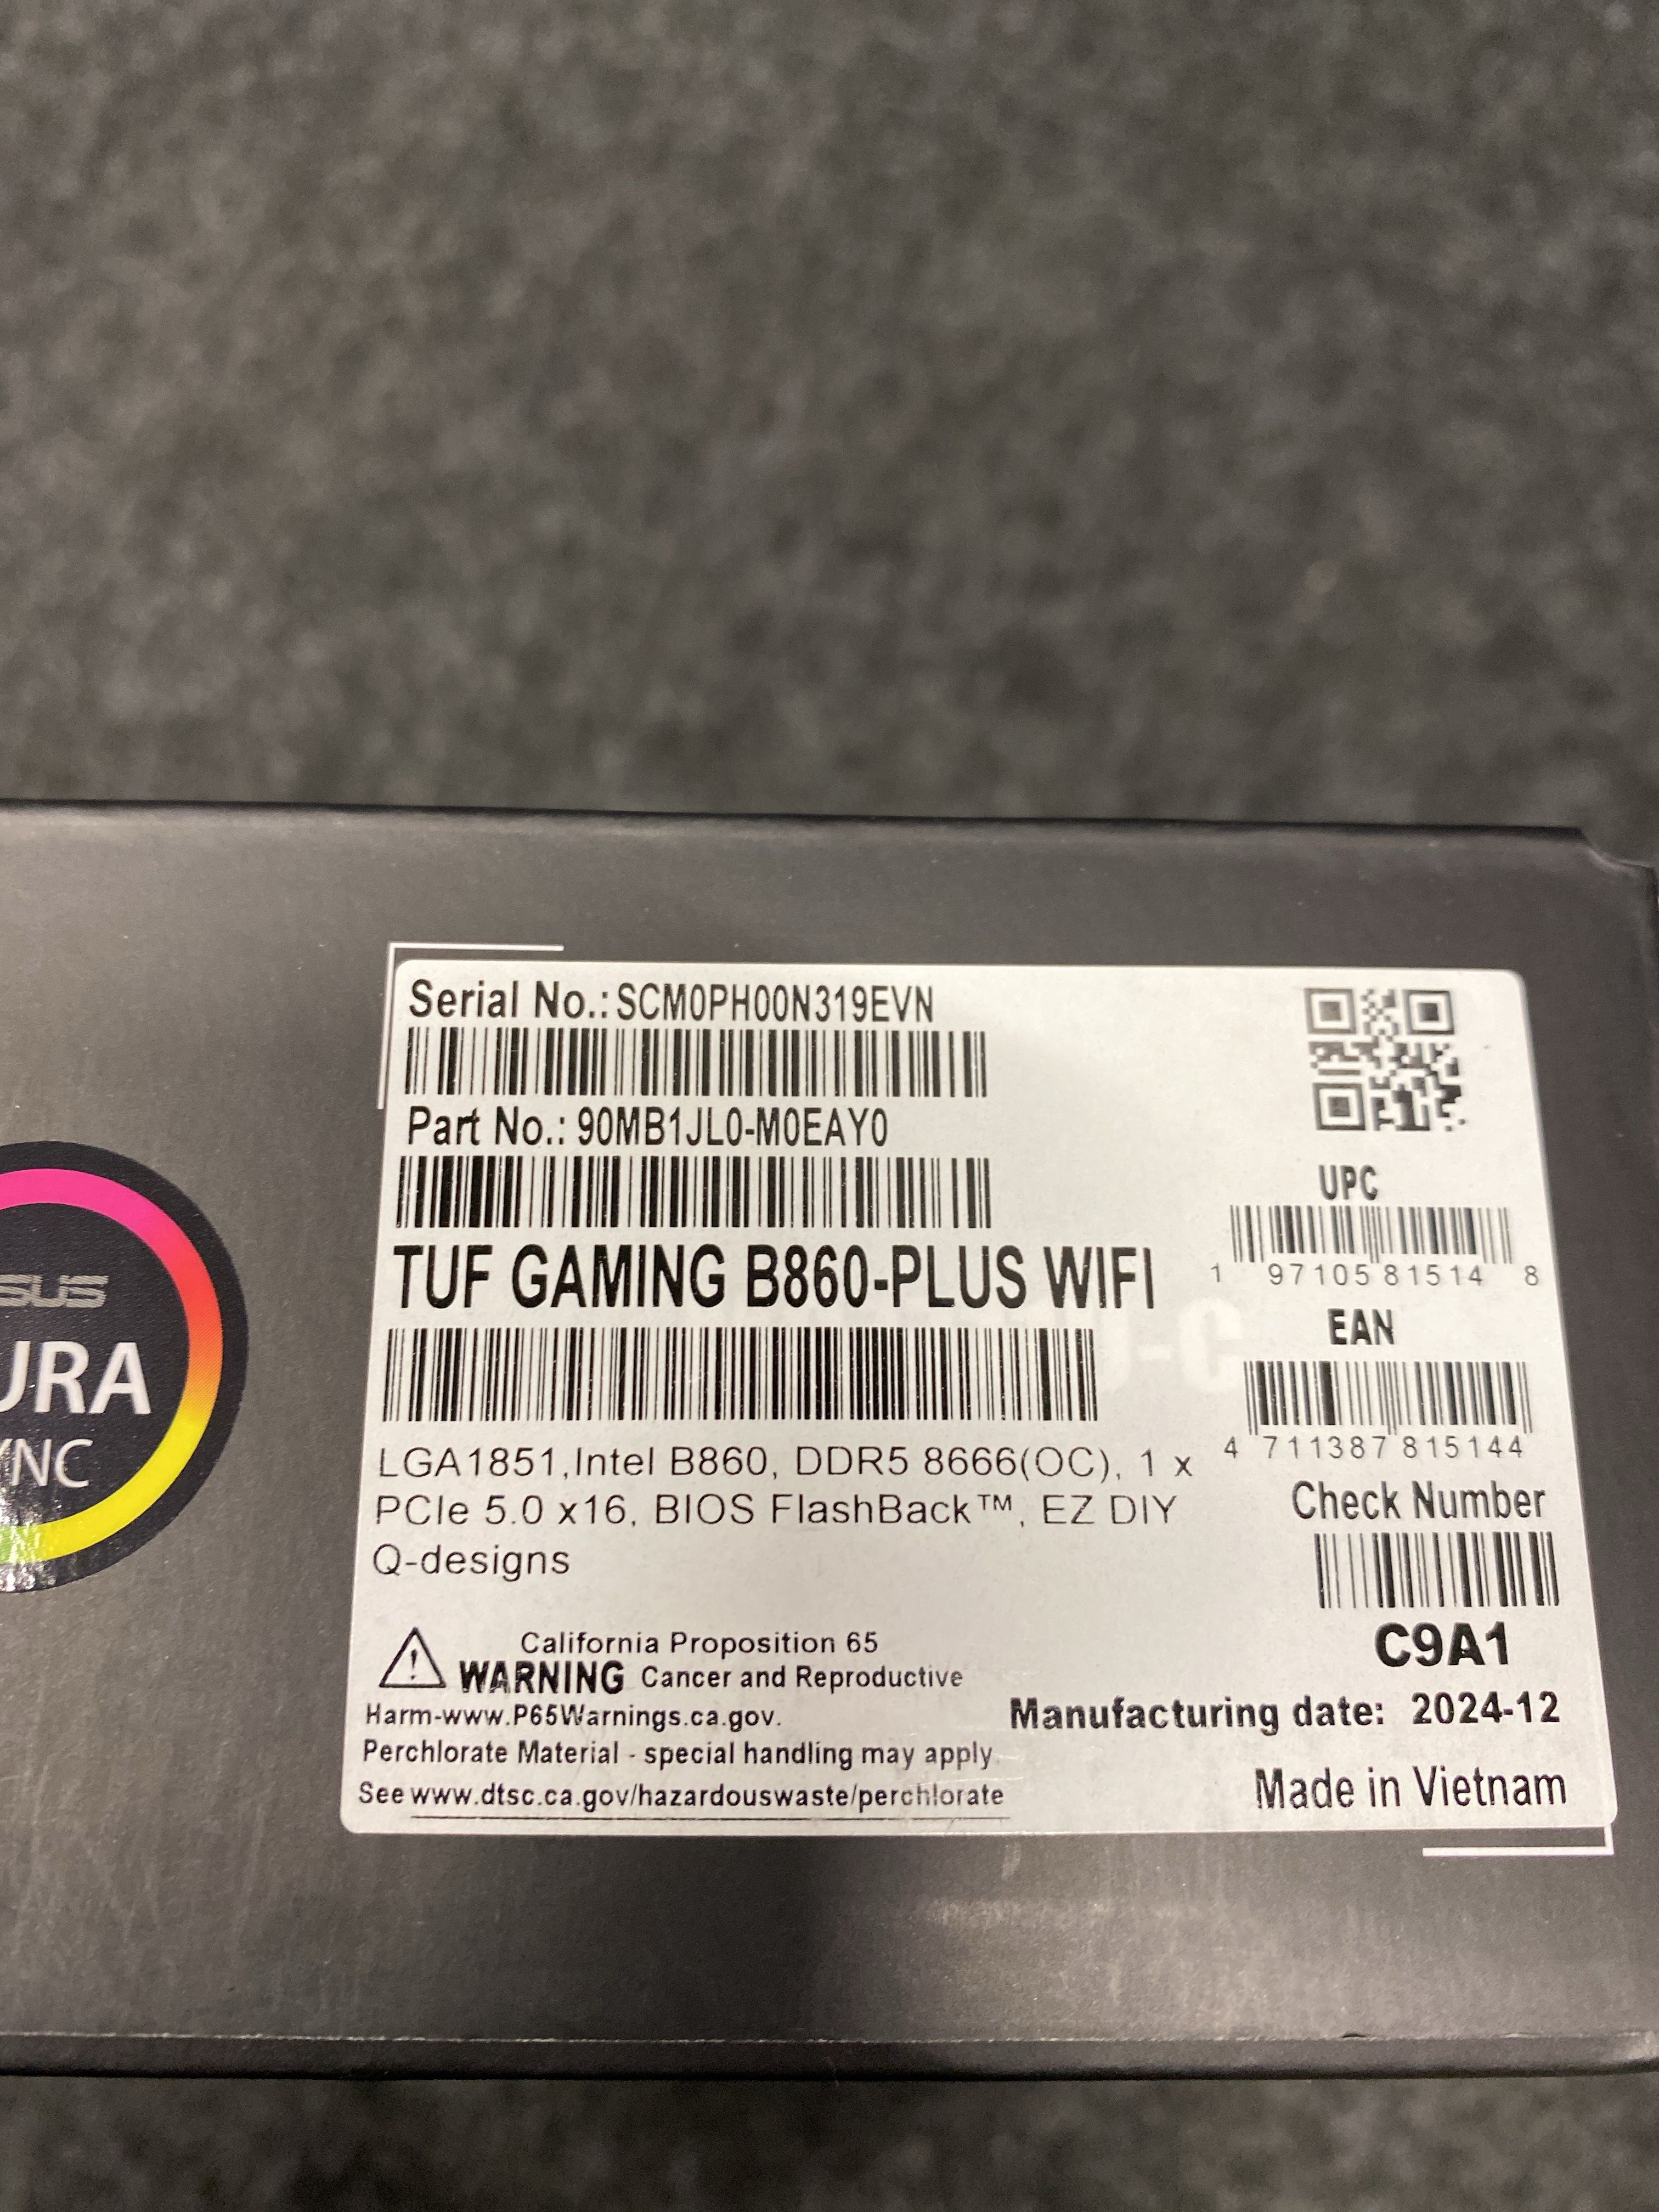 Serial No.: SCM0PH00N319EVN
Part No.: 90MB1JL0-M0EAY0
UPC
1 97105 81514 8
TUF GAMING B860-PLUS WIFI
EAN
4 711387 815144
LGA1851,Intel B860, DDR5 8666(OC), 1 x
PCIe 5.0 x16, BIOS FlashBack™, EZ DIY
Q-designs
Check Number
C9A1
California Proposition 65
WARNING Cancer and Reproductive
Harm-www.P65Warnings.ca.gov.
Perchlorate Material - special handling may apply.
See www.dtsc.ca.gov/hazardouswaste/perchlorate
Manufacturing date: 2024-12
Made in Vietnam
SUS
URA
YNC